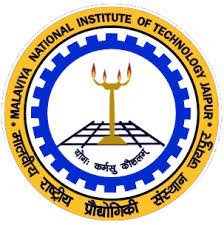 • MALAVIYA NATIONAL INSTITUTE OF TECHNOLOGY JAIPUR •
योगः कर्मसु कौशलम्
मालवीय राष्ट्रीय प्रौद्योगिकी संस्थान जयपुर